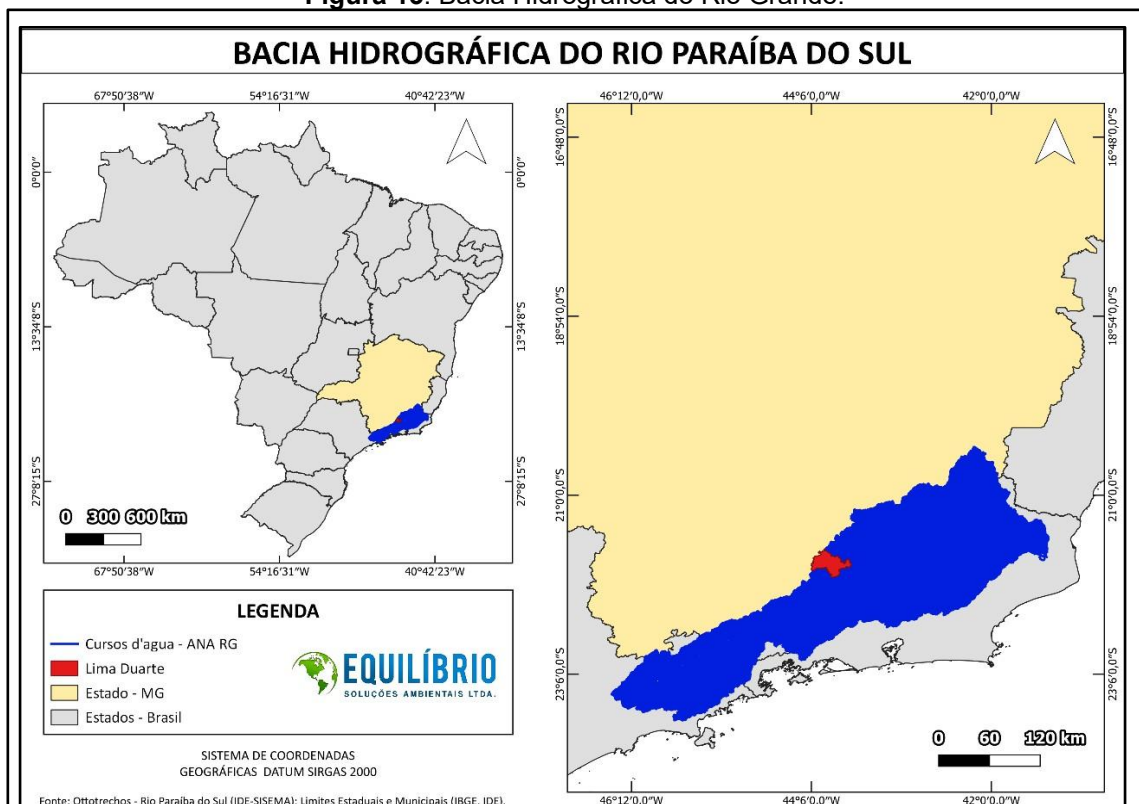 Figura 18. Bacia Hidrográfica do Rio Grande.
BACIA HIDROGRÁFICA DO RIO PARAÍBA DO SUL
67°50'38"W 54°16'31"W 40°42'23"W
46°12'0,0"W 44°6'0,0"W 42°0'0,0"W
0°0'0" 0°0'0"
13°34'8"S 13°34'8"S
27°8'15"S 27°8'15"S
16°48'0,0"S 16°48'0,0"S
18°54'0,0"S 18°54'0,0"S
21°0'0,0"S 21°0'0,0"S
23°6'0,0"S 23°6'0,0"S
0 300 600 km
67°50'38"W 54°16'31"W 40°42'23"W
LEGENDA
Cursos d'agua - ANA RG
Lima Duarte
Estado - MG
Estados - Brasil
EQUILÍBRIO
SOLUÇÕES AMBIENTAIS LTDA.
SISTEMA DE COORDENADAS
GEOGRÁFICAS DATUM SIRGAS 2000
Fonte: Ottotrechos - Rio Paraíba do Sul (IDE-SISEMA); Limites Estaduais e Municipais (IBGE, IDE).
0 60 120 km
46°12'0,0"W 44°6'0,0"W 42°0'0,0"W